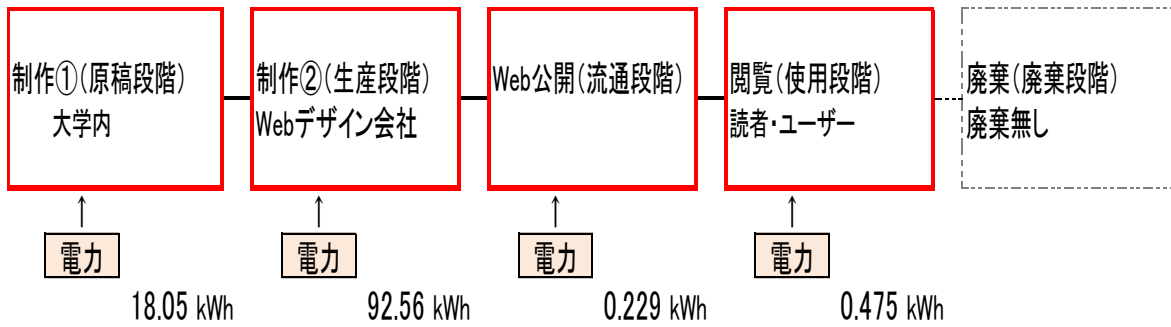 制作①(原稿段階)
大学内
制作②(生産段階)
Webデザイン会社
Web公開(流通段階)
閲覧(使用段階)
読者・ユーザー
廃棄(廃棄段階)
廃棄無し
電力
電力
電力
電力
18.05 kWh
92.56 kWh
0.229 kWh
0.475 kWh